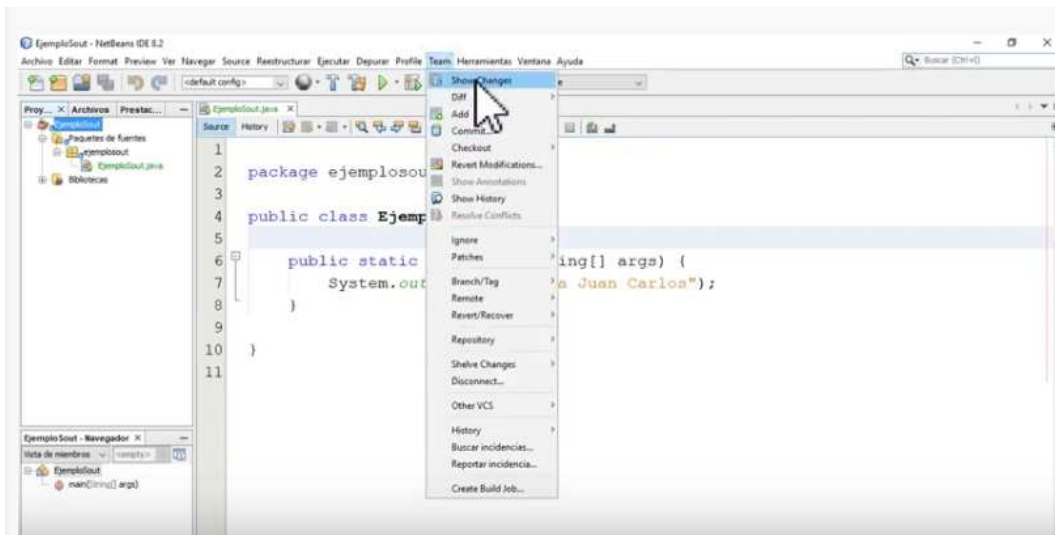 EjemploSout - NetBeans IDE 8.2
Archivo Editar Format Preview Ver Navegar Source Reestructurar Ejecutar Depurar Profile Team Herramientas Ventana Ayuda
Buscar (Ctrl+I)
<default config>
Proy... Archivos Prestac...
EjemploSout.java
EjemploSout
Source History
Paquetes de fuentes
ejemplosout
EjemploSout.java
Bibliotecas
1
2 package ejemplosou
3
4 public class Ejemp
5
6 public static ing[] args) {
7 System.out a Juan Carlos");
8 }
9
10 }
11
Show Changes
Diff
Add
Commit...
Checkout
Revert Modifications...
Show Annotations
Show History
Resolve Conflicts
Ignore
Patches
Branch/Tag
Remote
Revert/Recover
Repository
Shelve Changes
Disconnect...
Other VCS
History
Buscar incidencias...
Reportar incidencia...
Create Build Job...
EjemploSout - Navegador
Vista de miembros <empty>
EjemploSout
main(String[] args)